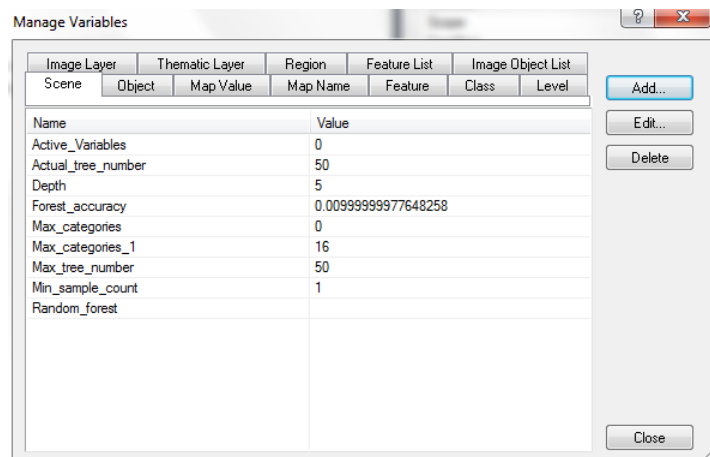 Manage Variables
?
X
Image Layer Thematic Layer Region Feature List Image Object List
Scene Object Map Value Map Name Feature Class Level
Add...
Name Value
Edit...
Active_Variables 0
Actual_tree_number 50
Delete
Depth 5
Forest_accuracy 0.00999999977648258
Max_categories 0
Max_categories_1 16
Max_tree_number 50
Min_sample_count 1
Random_forest
Close